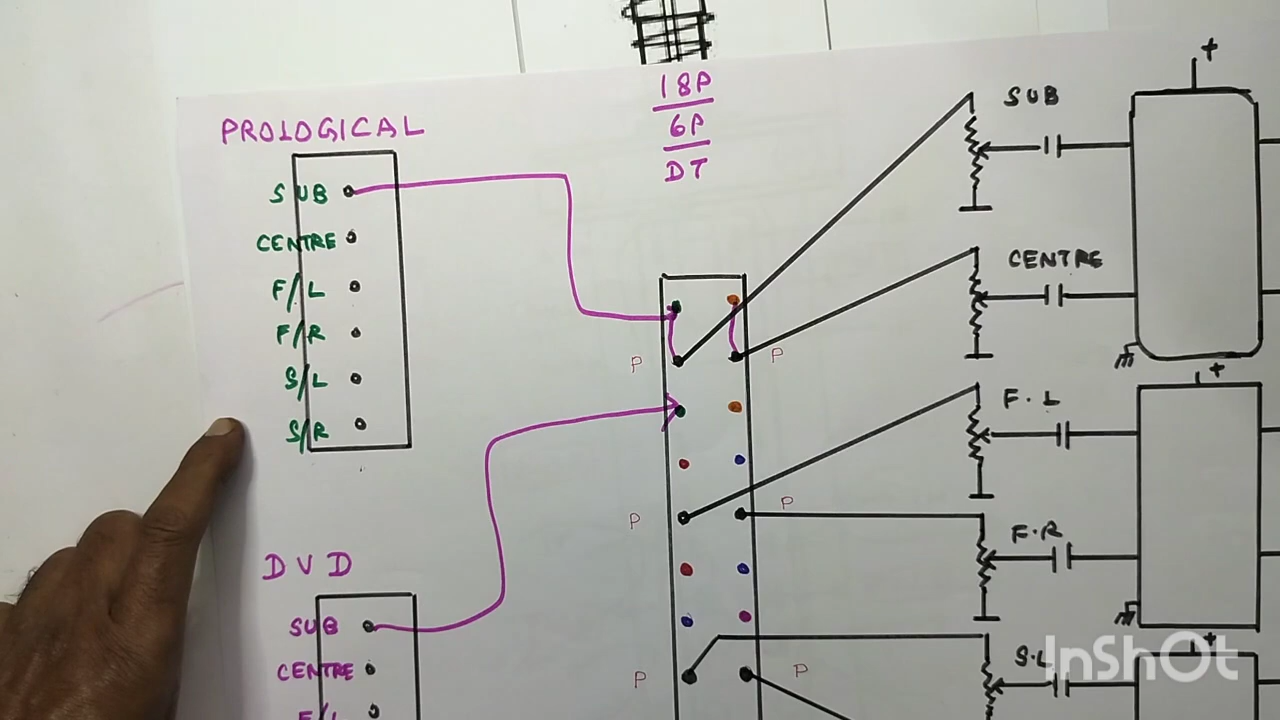 18P
6P
DT
PROLOGICAL
SUB
CENTRE
F/L
F/R
S/L
S/R
DVD
SUB
CENTRE
F/L
P
P
P
P
P
P
SUB
+
CENTRE
F.L
+
F.R
S.L
+
InShOt